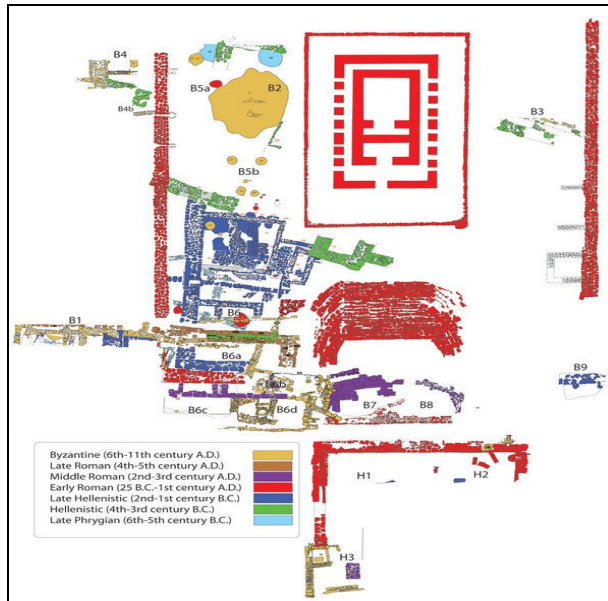 B4
B5a
B2
B4b
B3
B5b
B6
B1
B6a
B9
B6b
B6c
B6d
B7
B8
Byzantine (6th-11th century A.D.)
Late Roman (4th-5th century A.D.)
Middle Roman (2nd-3rd century A.D.)
Early Roman (25 B.C.-1st century A.D.)
Late Hellenistic (2nd-1st century B.C.)
Hellenistic (4th-3rd century B.C.)
Late Phrygian (6th-5th century B.C.)
H1
H2
H3